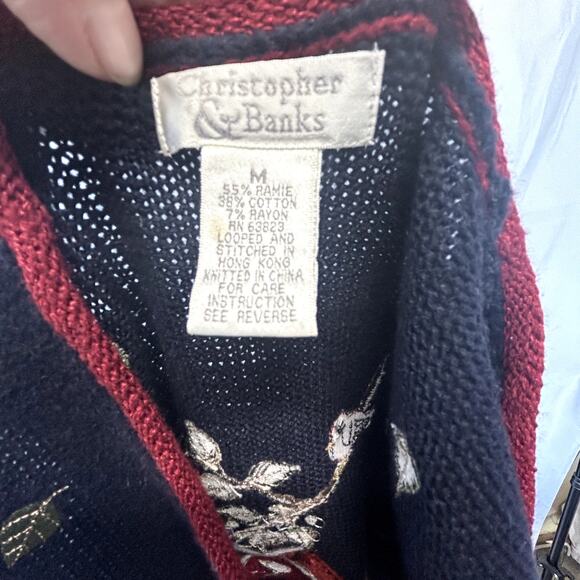 Christopher
& Banks
M
55% RAMIE
38% COTTON
7% RAYON
RN 63823
LOOPED AND
STITCHED IN
HONG KONG
KNITTED IN CHINA
FOR CARE
INSTRUCTION
SEE REVERSE